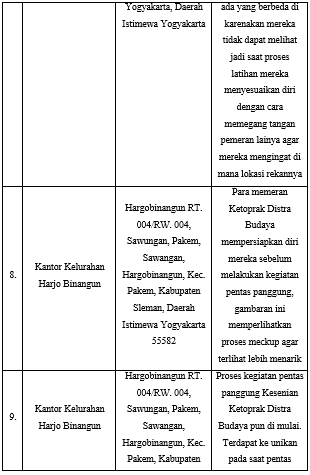 Yogyakarta, Daerah
Istimewa Yogyakarta
ada yang berbeda di
karenakan mereka
tidak dapat melihat
jadi saat proses
latihan mereka
menyesuaikan diri
dengan cara
memegang tangan
pemeran lainya agar
mereka mengingat di
mana lokasi rekannya
8.
Kantor Kelurahan
Harjo Binangun
Hargobinangun RT.
004/RW. 004,
Sawungan, Pakem,
Sawangan,
Hargobinangun, Kec.
Pakem, Kabupaten
Sleman, Daerah
Istimewa Yogyakarta
55582
Para memeran
Ketoprak Distra
Budaya
mempersiapkan diri
mereka sebelum
melakukan kegiatan
pentas panggung,
gambaran ini
memperlihatkan
proses meckup agar
terlihat lebih menarik
9.
Kantor Kelurahan
Harjo Binangun
Hargobinangun RT.
004/RW. 004,
Sawungan, Pakem,
Sawangan,
Hargobinangun, Kec.
Pakem, Kabupaten
Proses kegiatan pentas
panggung Kesenian
Ketoprak Distra
Budaya pun di mulai.
Terdapat ke unikan
pada saat pentas